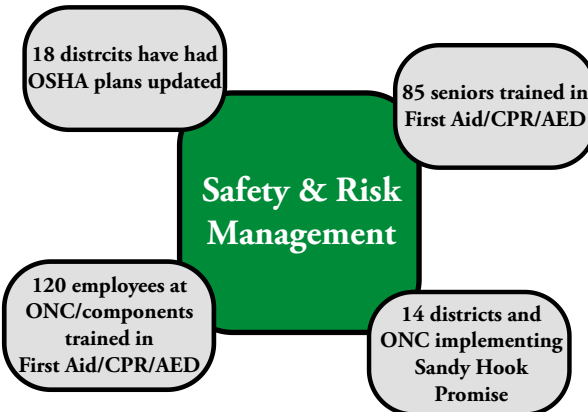 18 distrcits have had
OSHA plans updated
85 seniors trained in
First Aid/CPR/AED
Safety & Risk
Management
120 employees at
ONC/components
trained in
First Aid/CPR/AED
14 districts and
ONC implementing
Sandy Hook
Promise